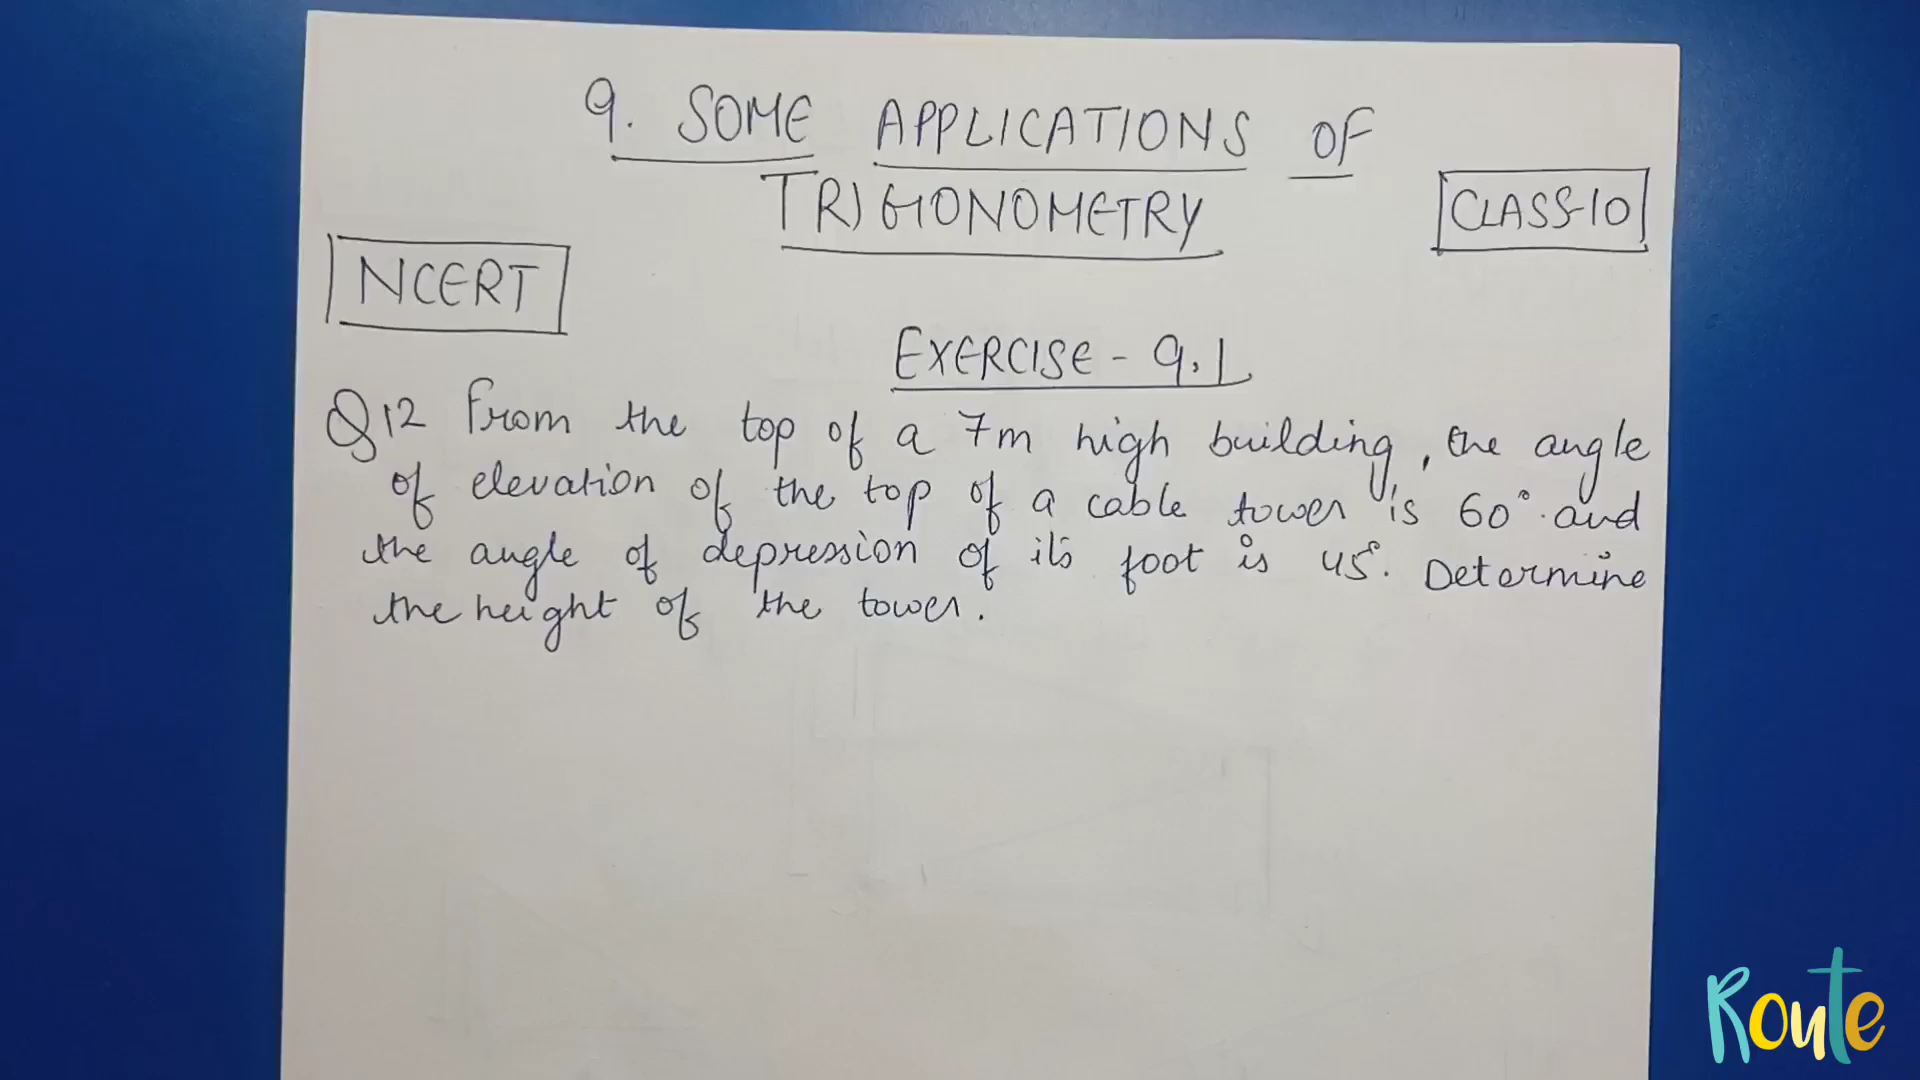 9. SOME APPLICATIONS OF
TRIGONOMETRY
CLASS-10
NCERT
EXERCISE - 9.1
Q12 From the top of a 7m high building, the angle
of elevation of the top of a cable tower is 60°. and
the angle of depression of its foot is 45°. Determine
the height of the tower.
Route